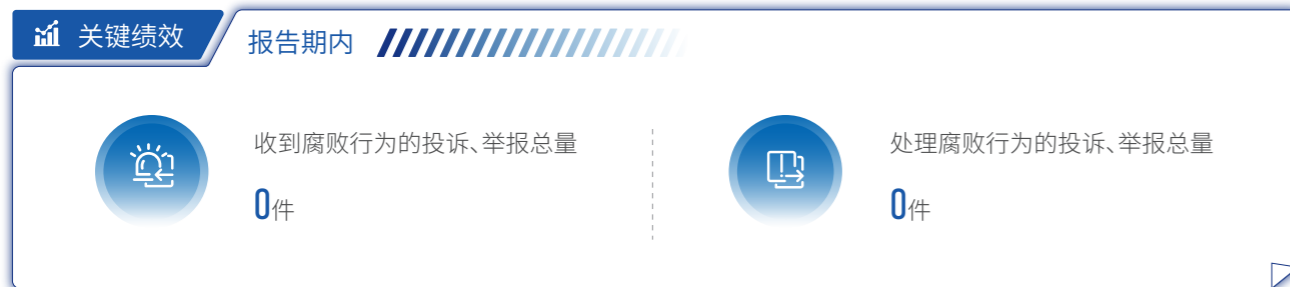 关键绩效
报告期内
收到腐败行为的投诉、举报总量
0件
处理腐败行为的投诉、举报总量
0件